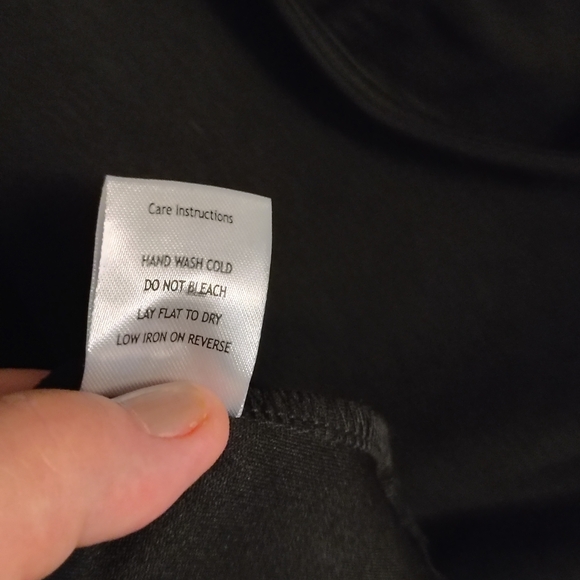 Care Instructions
HAND WASH COLD
DO NOT BLEACH
LAY FLAT TO DRY
LOW IRON ON REVERSE